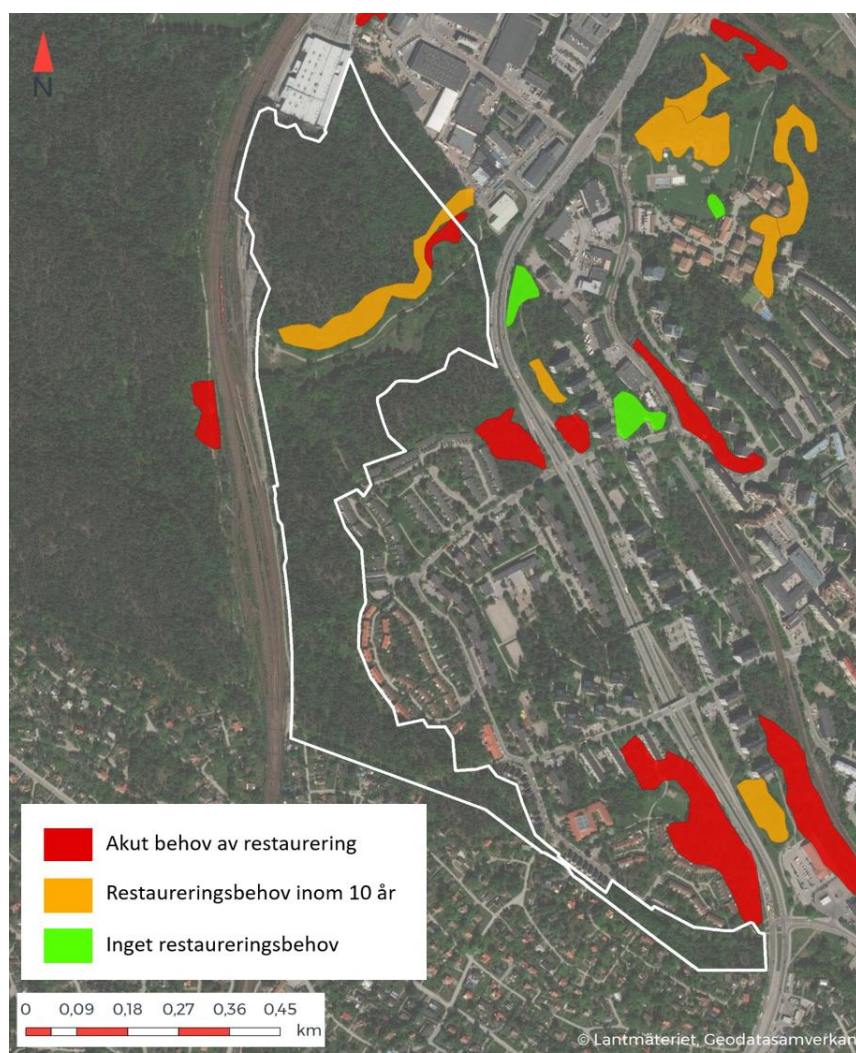 N
Akut behov av restaurering
Restaureringsbehov inom 10 år
Inget restaureringsbehov
0 0,09 0,18 0,27 0,36 0,45
km
© Lantmäteriet, Geodatasamverkan